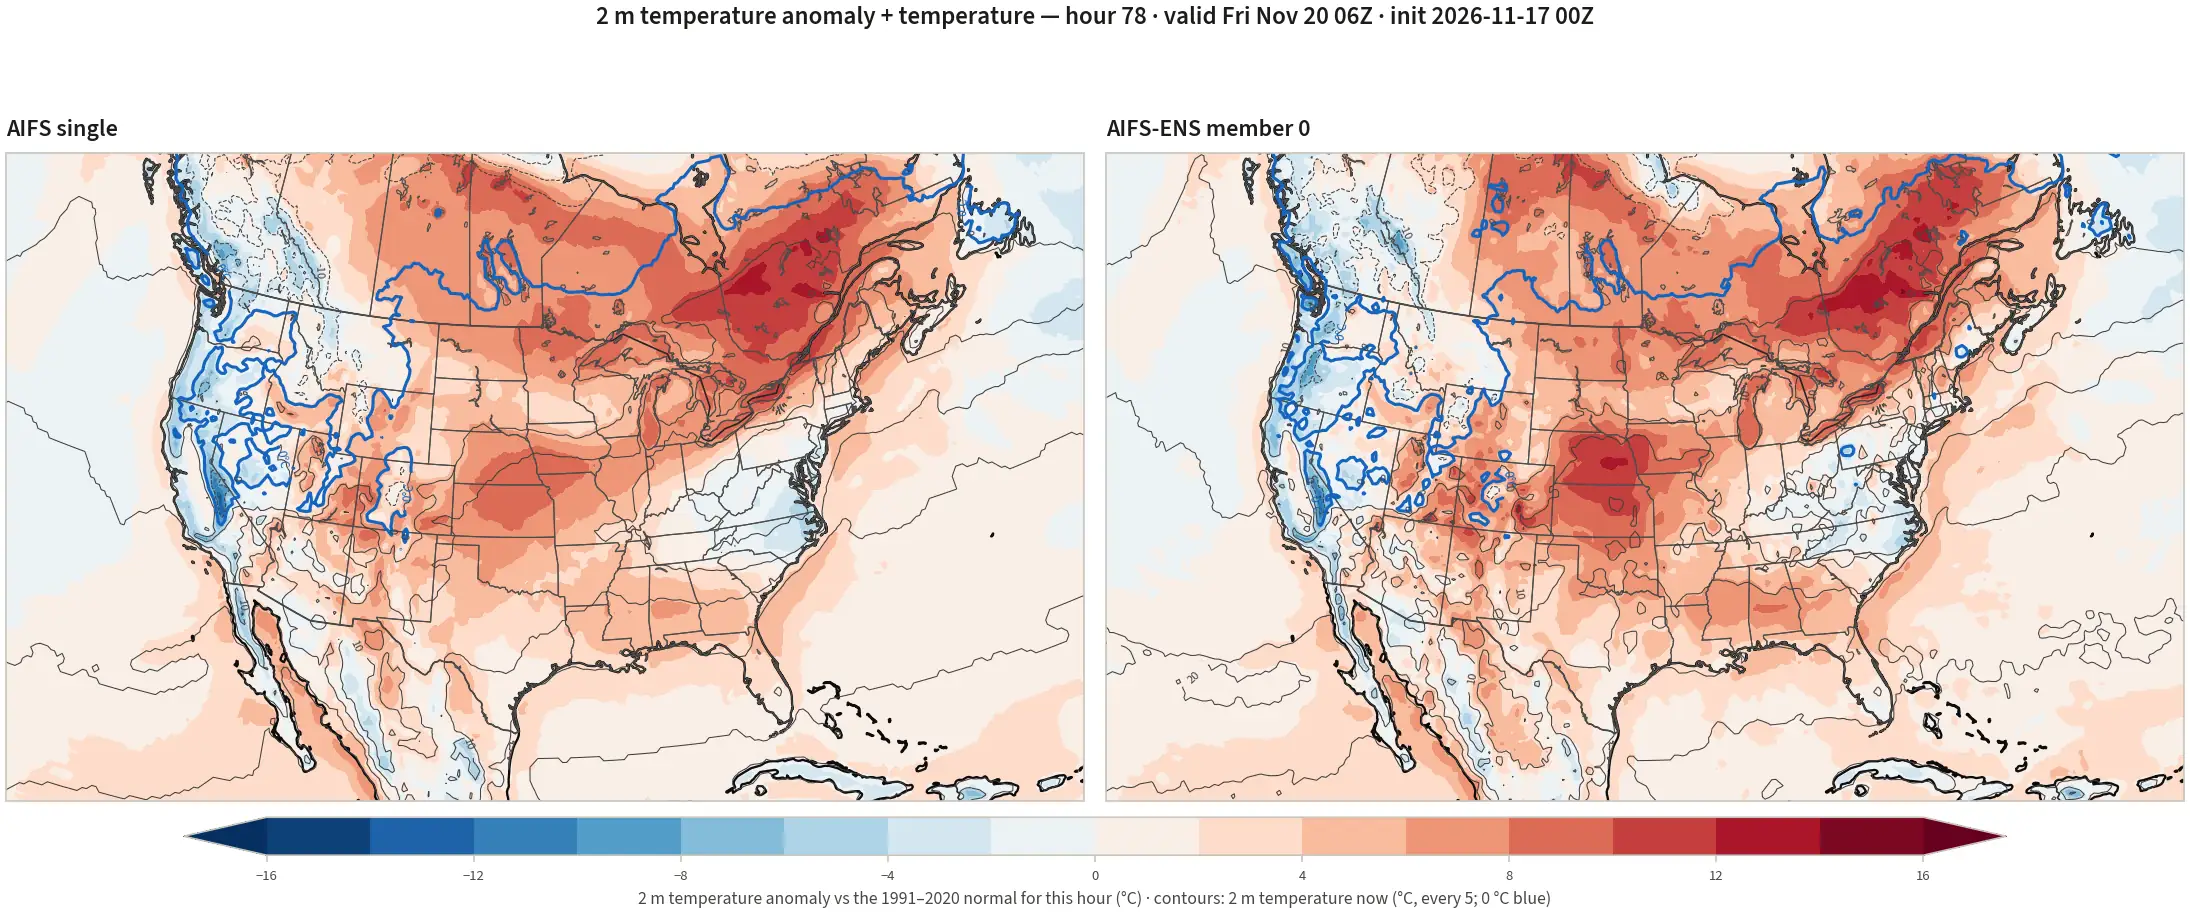 2 m temperature anomaly + temperature — hour 78 · valid Fri Nov 20 06Z · init 2026-11-17 00Z
AIFS single
AIFS-ENS member 0
−16 −12 −8 −4 0 4 8 12 16
2 m temperature anomaly vs the 1991–2020 normal for this hour (°C) · contours: 2 m temperature now (°C, every 5; 0 °C blue)